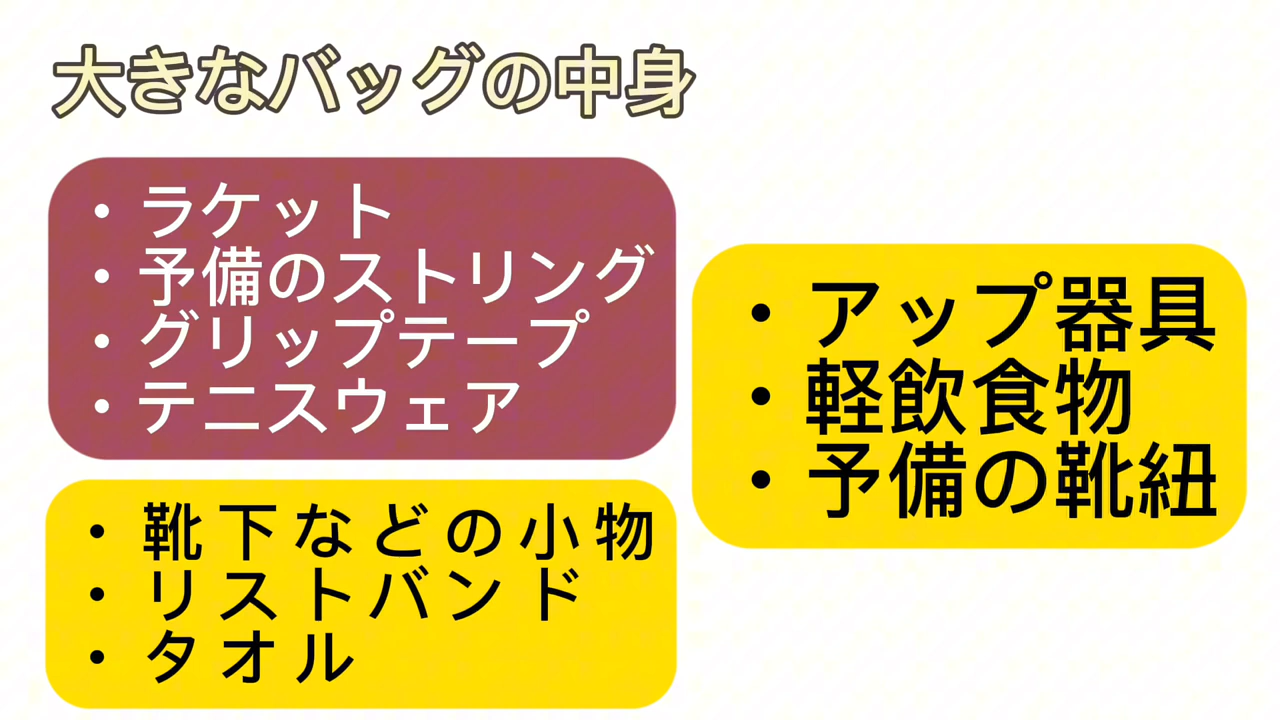 大きなバッグの中身
・ラケット
・予備のストリング
・グリップテープ
・テニスウェア
・靴下などの小物
・リストバンド
・タオル
・アップ器具
・軽飲食物
・予備の靴紐